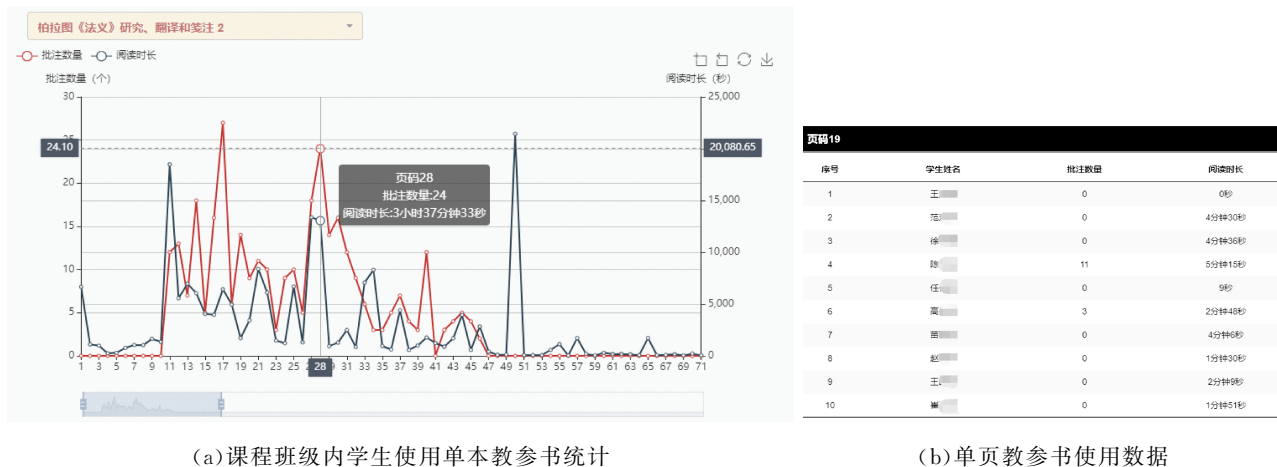 柏拉图《法义》研究、翻译和笺注 2
批注数量 阅读时长
批注数量（个）
阅读时长（秒）
30
25
20
15
10
5
0
24.10
25,000
20,080.65
15,000
10,000
5,000
0
页码28
批注数量:24
阅读时长:3小时37分钟33秒
1 3 5 7 9 11 13 15 17 19 21 23 25 28 31 33 35 37 39 41 43 45 47 49 51 53 55 57 59 61 63 65 67 69 71
(a)课程班级内学生使用单本教参书统计
页码19
序号 学生姓名 批注数量 阅读时长
1 王 0 0秒
2 范 0 4分钟30秒
3 徐 0 4分钟36秒
4 陈 11 5分钟15秒
5 任 0 9秒
6 高 3 2分钟48秒
7 苗 0 4分钟6秒
8 赵 0 1分钟30秒
9 王 0 2分钟9秒
10 崔 0 1分钟51秒
(b)单页教参书使用数据